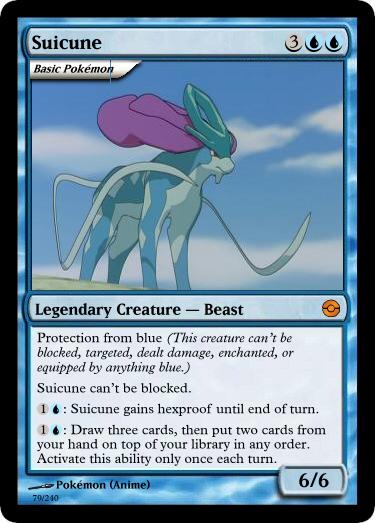 Suicune 3
Basic Pokémon
Legendary Creature — Beast
Protection from blue (This creature can't be
blocked, targeted, dealt damage, enchanted, or
equipped by anything blue.)
Suicune can't be blocked.
1: Suicune gains hexproof until end of turn.
1: Draw three cards, then put two cards from
your hand on top of your library in any order.
Activate this ability only once each turn.
6/6
Pokémon (Anime)
79/240